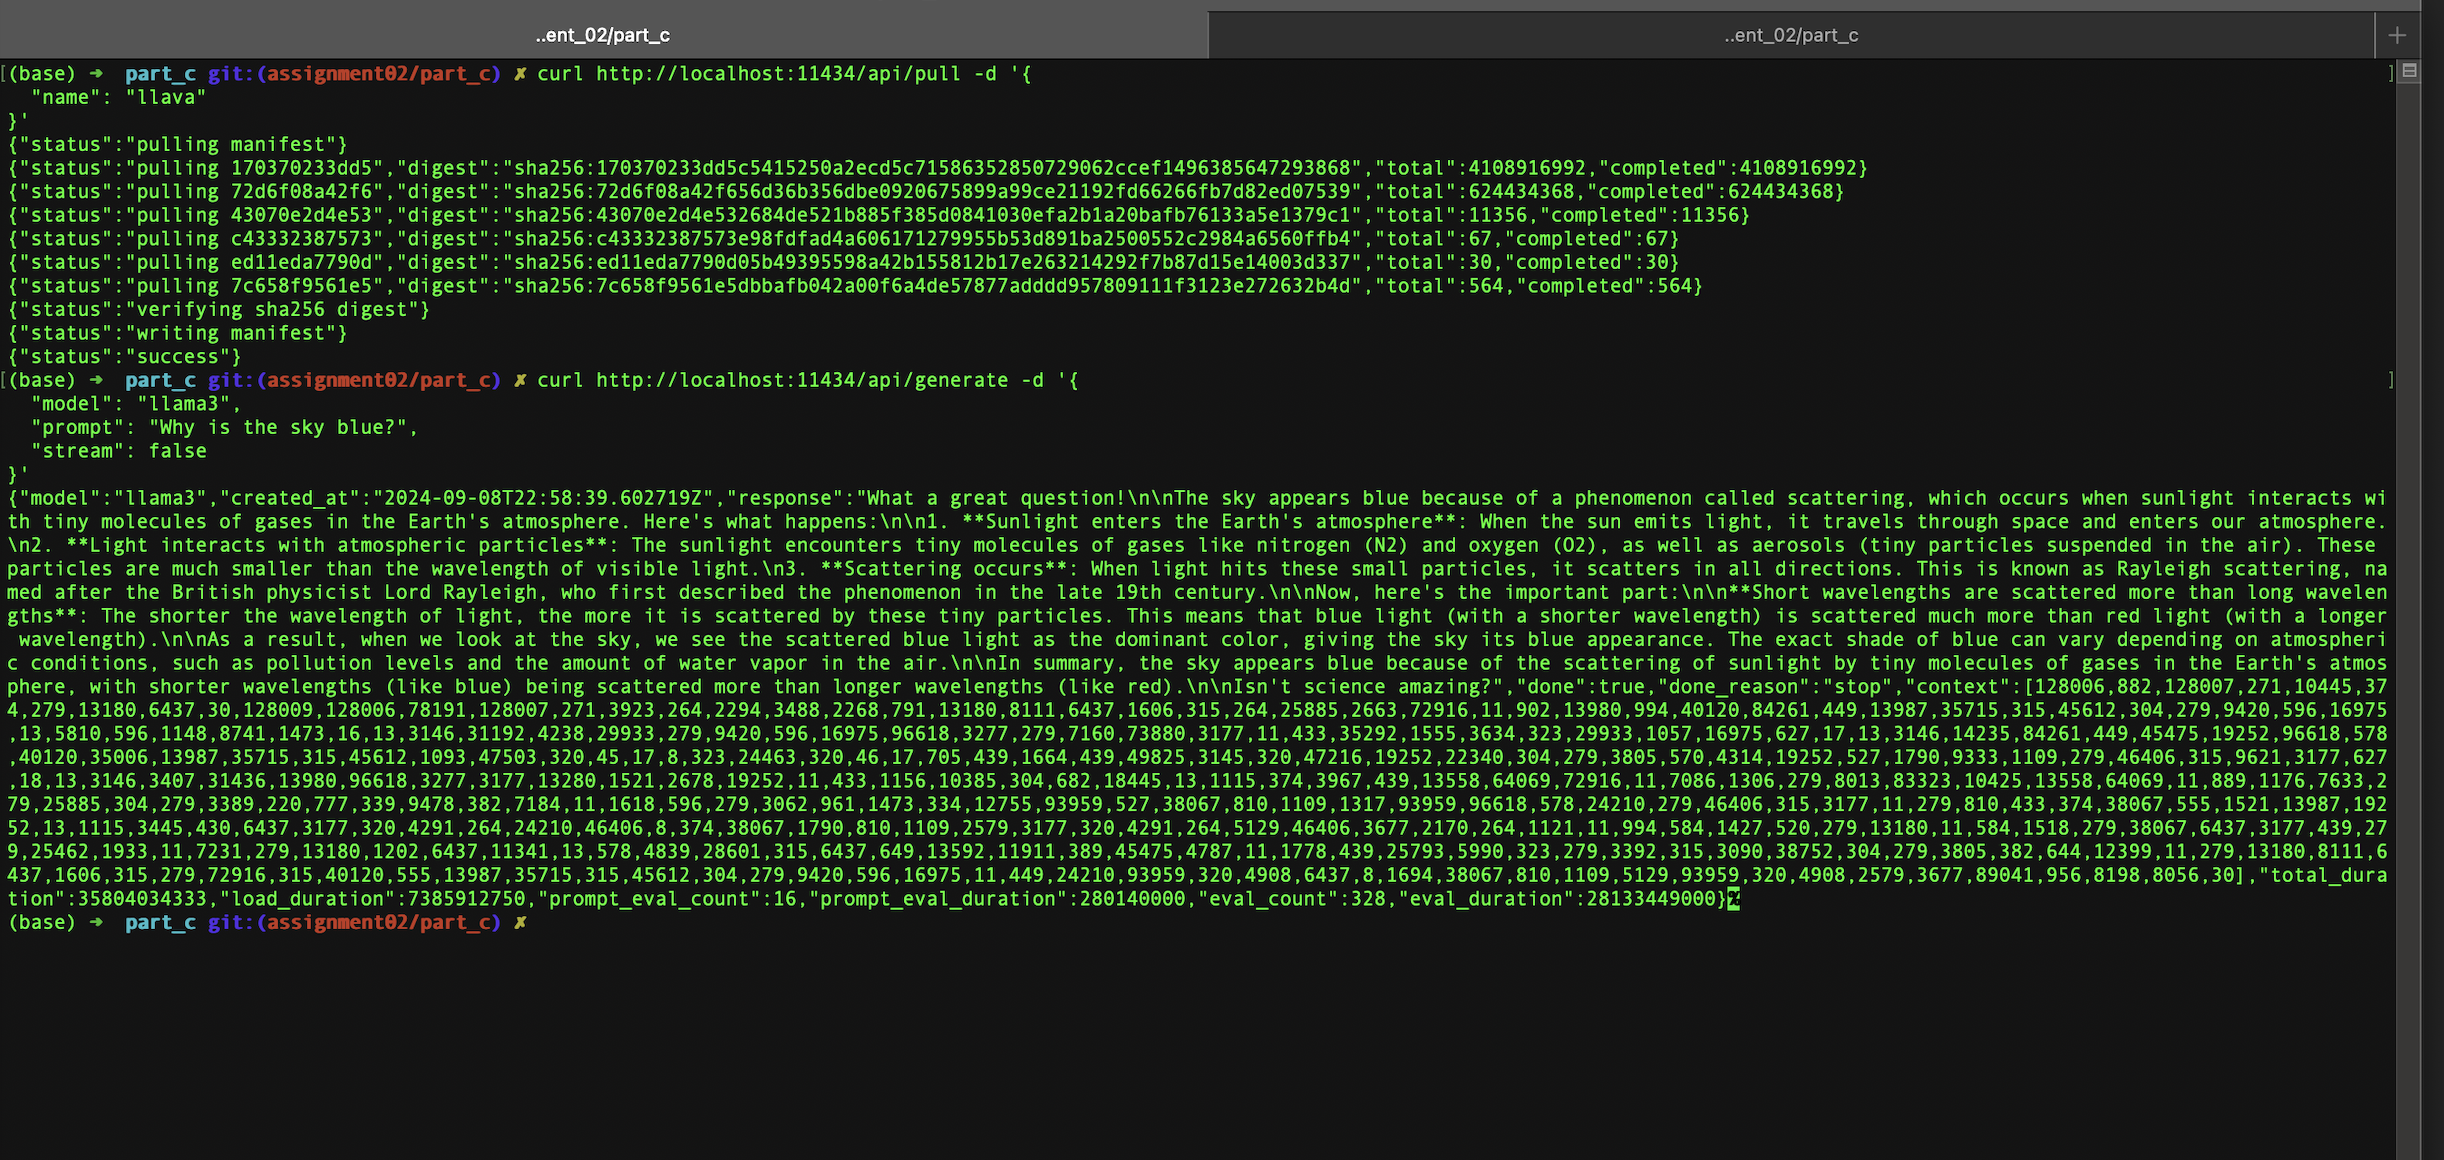 ..ent_02/part_c ..ent_02/part_c +
[(base) ➜ part_c git:(assignment02/part_c) ✗ curl http://localhost:11434/api/pull -d '{ ]
"name": "llava"
}'
{"status":"pulling manifest"}
{"status":"pulling 170370233dd5","digest":"sha256:170370233dd5c5415250a2ecd5c71586352850729062ccef1496385647293868","total":4108916992,"completed":4108916992}
{"status":"pulling 72d6f08a42f6","digest":"sha256:72d6f08a42f656d36b356dbe0920675899a99ce21192fd66266fb7d82ed07539","total":624434368,"completed":624434368}
{"status":"pulling 43070e2d4e53","digest":"sha256:43070e2d4e532684de521b885f385d0841030efa2b1a20bafb76133a5e1379c1","total":11356,"completed":11356}
{"status":"pulling c43332387573","digest":"sha256:c43332387573e98fdfad4a606171279955b53d891ba2500552c2984a6560ffb4","total":67,"completed":67}
{"status":"pulling ed11eda7790d","digest":"sha256:ed11eda7790d05b49395598a42b155812b17e263214292f7b87d15e14003d337","total":30,"completed":30}
{"status":"pulling 7c658f9561e5","digest":"sha256:7c658f9561e5dbbafb042a00f6a4de57877adddd957809111f3123e272632b4d","total":564,"completed":564}
{"status":"verifying sha256 digest"}
{"status":"writing manifest"}
{"status":"success"}
[(base) ➜ part_c git:(assignment02/part_c) ✗ curl http://localhost:11434/api/generate -d '{ ]
"model": "llama3",
"prompt": "Why is the sky blue?",
"stream": false
}'
{"model":"llama3","created_at":"2024-09-08T22:58:39.602719Z","response":"What a great question!\n\nThe sky appears blue because of a phenomenon called scattering, which occurs when sunlight interacts wi
th tiny molecules of gases in the Earth's atmosphere. Here's what happens:\n\n1. **Sunlight enters the Earth's atmosphere**: When the sun emits light, it travels through space and enters our atmosphere.
\n2. **Light interacts with atmospheric particles**: The sunlight encounters tiny molecules of gases like nitrogen (N2) and oxygen (O2), as well as aerosols (tiny particles suspended in the air). These
particles are much smaller than the wavelength of visible light.\n3. **Scattering occurs**: When light hits these small particles, it scatters in all directions. This is known as Rayleigh scattering, na
med after the British physicist Lord Rayleigh, who first described the phenomenon in the late 19th century.\n\nNow, here's the important part:\n\n**Short wavelengths are scattered more than long wavelen
gths**: The shorter the wavelength of light, the more it is scattered by these tiny particles. This means that blue light (with a shorter wavelength) is scattered much more than red light (with a longer
wavelength).\n\nAs a result, when we look at the sky, we see the scattered blue light as the dominant color, giving the sky its blue appearance. The exact shade of blue can vary depending on atmospheri
c conditions, such as pollution levels and the amount of water vapor in the air.\n\nIn summary, the sky appears blue because of the scattering of sunlight by tiny molecules of gases in the Earth's atmos
phere, with shorter wavelengths (like blue) being scattered more than longer wavelengths (like red).\n\nIsn't science amazing?","done":true,"done_reason":"stop","context":[128006,882,128007,271,10445,37
4,279,13180,6437,30,128009,128006,78191,128007,271,3923,264,2294,3488,2268,791,13180,8111,6437,1606,315,264,25885,2663,72916,11,902,13980,994,40120,84261,449,13987,35715,315,45612,304,279,9420,596,16975
,13,5810,596,1148,8741,1473,16,13,3146,31192,4238,29933,279,9420,596,16975,96618,3277,279,7160,73880,3177,11,433,35292,1555,3634,323,29933,1057,16975,627,17,13,3146,14235,84261,449,45475,19252,96618,578
,40120,35006,13987,35715,315,45612,1093,47503,320,45,17,8,323,24463,320,46,17,705,439,1664,439,49825,3145,320,47216,19252,22340,304,279,3805,570,4314,19252,527,1790,9333,1109,279,46406,315,9621,3177,627
,18,13,3146,3407,31436,13980,96618,3277,3177,13280,1521,2678,19252,11,433,1156,10385,304,682,18445,13,1115,374,3967,439,13558,64069,72916,11,7086,1306,279,8013,83323,10425,13558,64069,11,889,1176,7633,2
79,25885,304,279,3389,220,777,339,9478,382,7184,11,1618,596,279,3062,961,1473,334,12755,93959,527,38067,810,1109,1317,93959,96618,578,24210,279,46406,315,3177,11,279,810,433,374,38067,555,1521,13987,192
52,13,1115,3445,430,6437,3177,320,4291,264,24210,46406,8,374,38067,1790,810,1109,2579,3177,320,4291,264,5129,46406,3677,2170,264,1121,11,994,584,1427,520,279,13180,11,584,1518,279,38067,6437,3177,439,27
9,25462,1933,11,7231,279,13180,1202,6437,11341,13,578,4839,28601,315,6437,649,13592,11911,389,45475,4787,11,1778,439,25793,5990,323,279,3392,315,3090,38752,304,279,3805,382,644,12399,11,279,13180,8111,6
437,1606,315,279,72916,315,40120,555,13987,35715,315,45612,304,279,9420,596,16975,11,449,24210,93959,320,4908,6437,8,1694,38067,810,1109,5129,93959,320,4908,2579,3677,89041,956,8198,8056,30],"total_dura
tion":35804034333,"load_duration":7385912750,"prompt_eval_count":16,"prompt_eval_duration":280140000,"eval_count":328,"eval_duration":28133449000}%
(base) ➜ part_c git:(assignment02/part_c) ✗